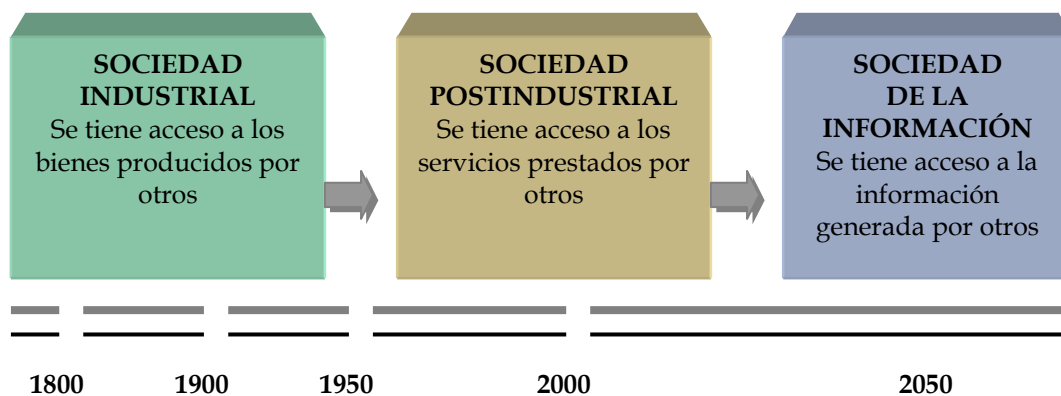 SOCIEDAD
INDUSTRIAL
Se tiene acceso a los
bienes producidos por
otros
SOCIEDAD
POSTINDUSTRIAL
Se tiene acceso a los
servicios prestados por
otros
SOCIEDAD
DE LA
INFORMACIÓN
Se tiene acceso a la
información
generada por otros
1800 1900 1950 2000 2050